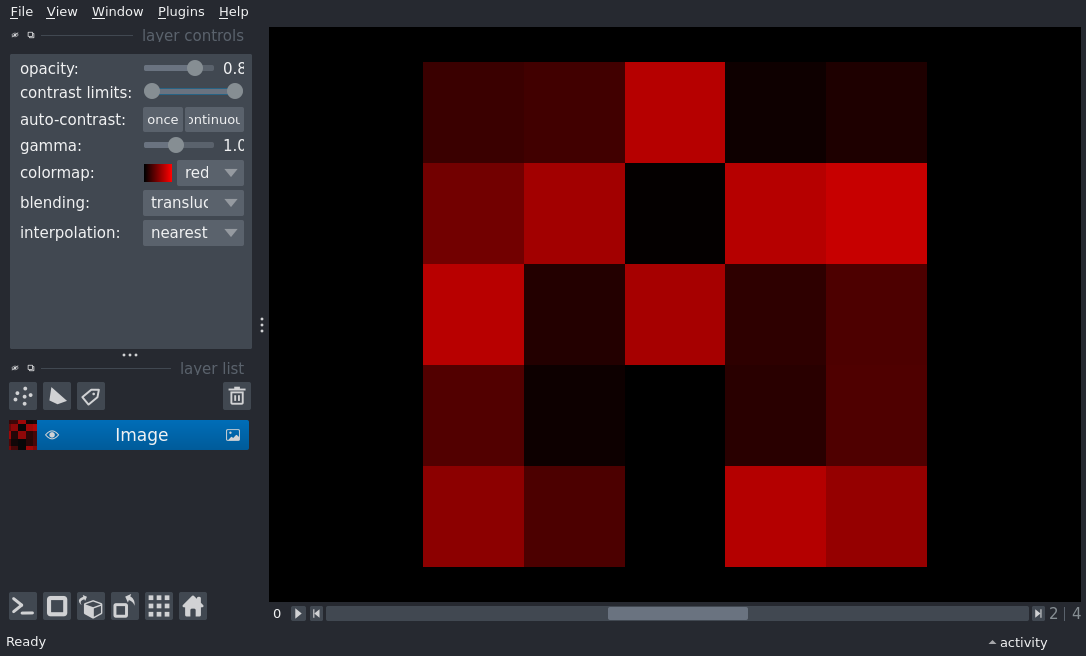 File View Window Plugins Help
layer controls
opacity: 0.8
contrast limits:
auto-contrast: once ontinuou
gamma: 1.0
colormap: red
blending: transluc
interpolation: nearest
layer list
Image
0 2 | 4
Ready activity